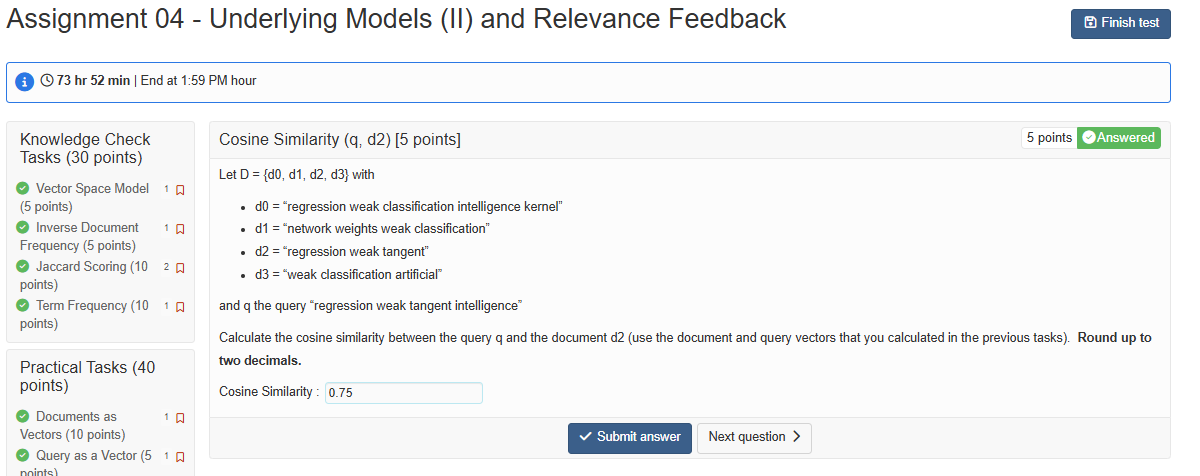 Assignment 04 - Underlying Models (II) and Relevance Feedback
Finish test
73 hr 52 min | End at 1:59 PM hour
Knowledge Check
Tasks (30 points)
Vector Space Model 1
(5 points)
Inverse Document 1
Frequency (5 points)
Jaccard Scoring (10 2
points)
Term Frequency (10 1
points)
Practical Tasks (40
points)
Documents as 1
Vectors (10 points)
Query as a Vector (5 1
points)
Cosine Similarity (q, d2) [5 points]
5 points Answered
Let D = {d0, d1, d2, d3} with
• d0 = “regression weak classification intelligence kernel”
• d1 = “network weights weak classification”
• d2 = “regression weak tangent”
• d3 = “weak classification artificial”
and q the query “regression weak tangent intelligence”
Calculate the cosine similarity between the query q and the document d2 (use the document and query vectors that you calculated in the previous tasks). Round up to
two decimals.
Cosine Similarity : 0.75
Submit answer
Next question